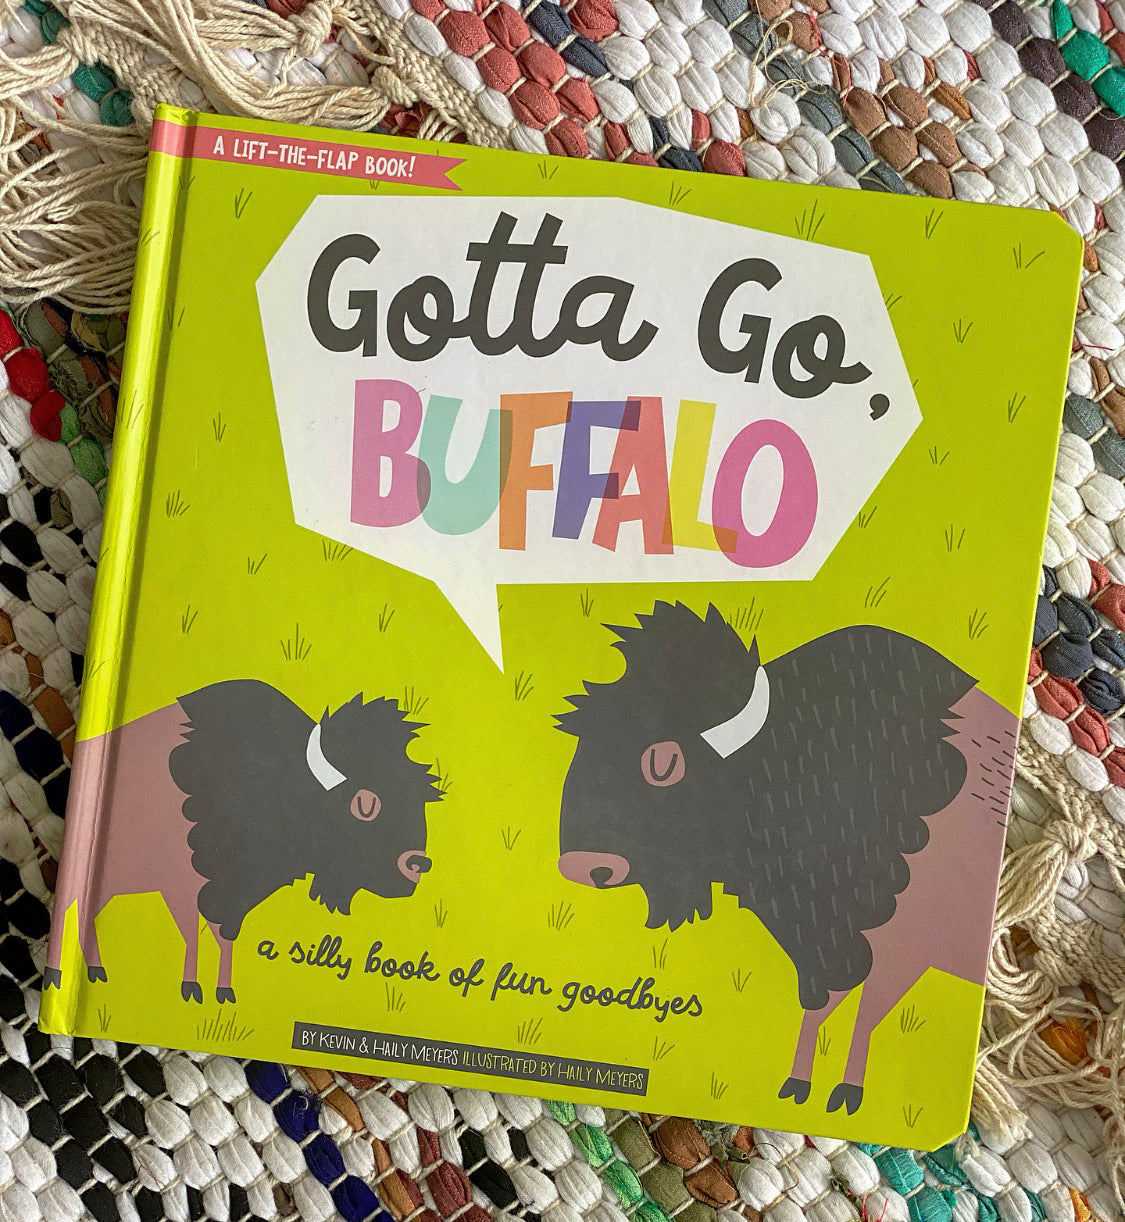 A LIFT-THE-FLAP BOOK!
Gotta Go,
BUFFALO
a silly book of fun goodbyes
BY KEVIN & HAILY MEYERS ILLUSTRATED BY HAILY MEYERS